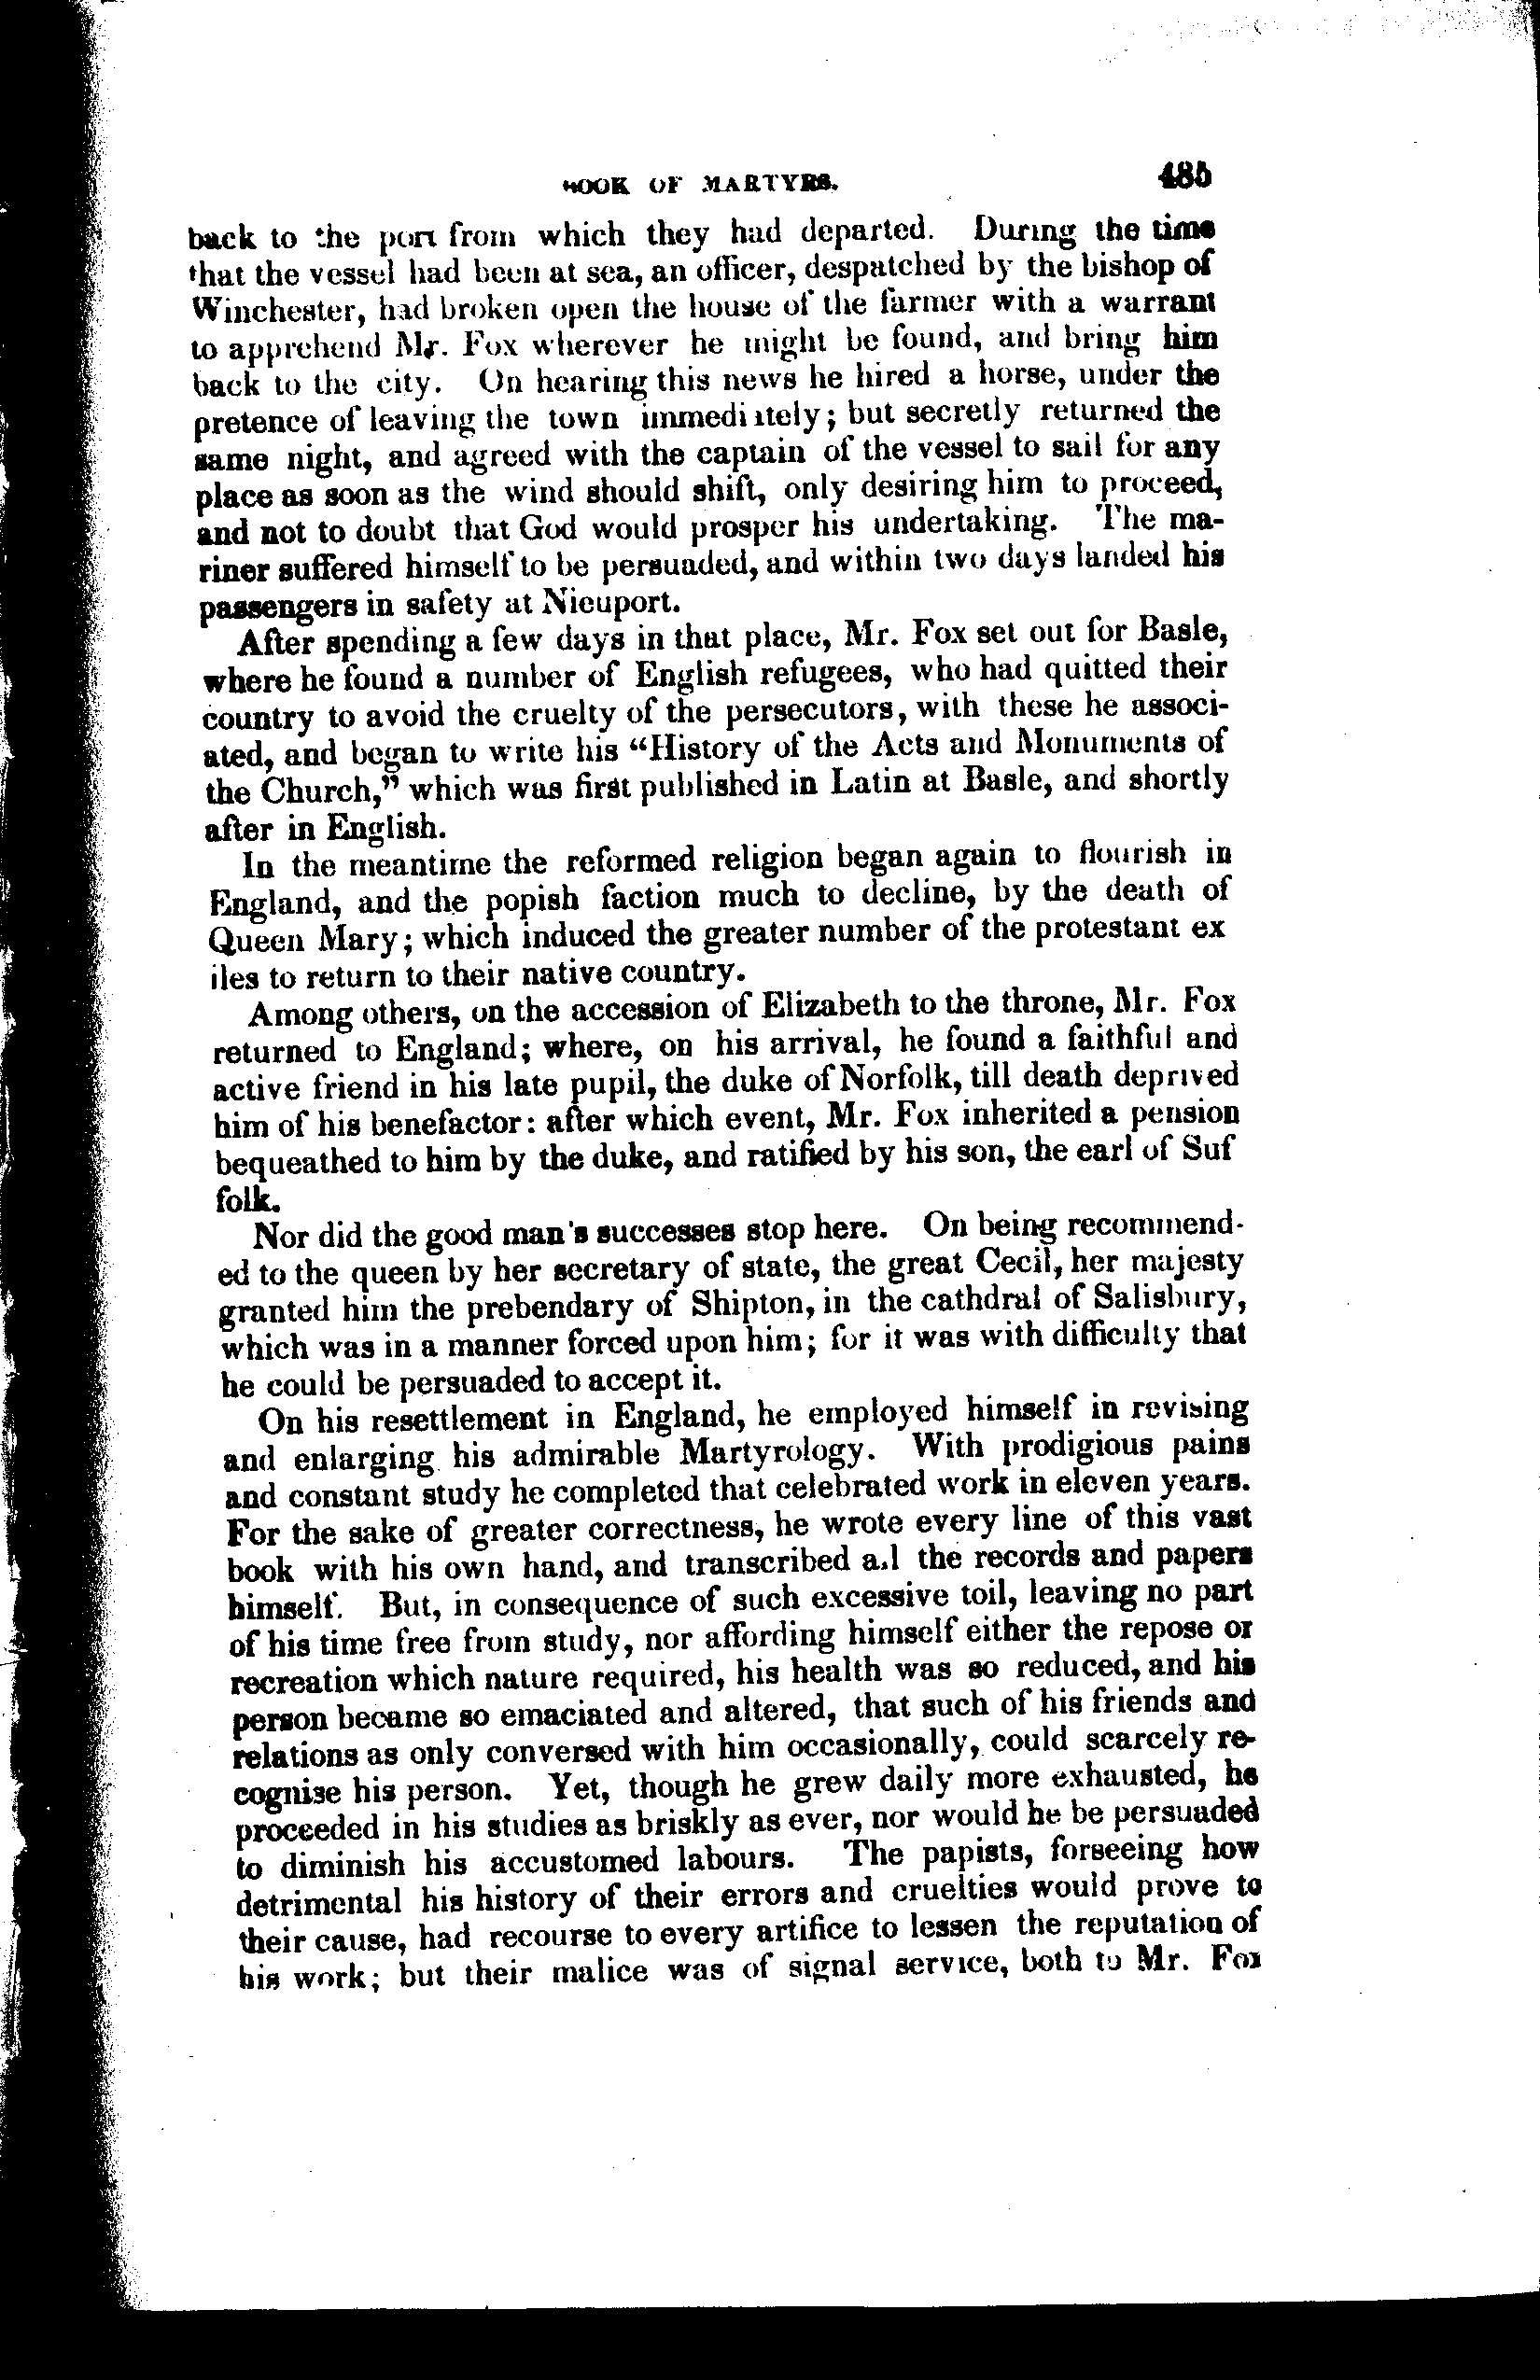 BOOK OF MARTYRS. 485
back to the port from which they had departed. During the time
that the vessel had been at sea, an officer, despatched by the bishop of
Winchester, had broken open the house of the farmer with a warrant
to apprehend Mr. Fox wherever he might be found, and bring him
back to the city. On hearing this news he hired a horse, under the
pretence of leaving the town immediately; but secretly returned the
same night, and agreed with the captain of the vessel to sail for any
place as soon as the wind should shift, only desiring him to proceed,
and not to doubt that God would prosper his undertaking. The ma-
riner suffered himself to be persuaded, and within two days landed his
passengers in safety at Nieuport.
After spending a few days in that place, Mr. Fox set out for Basle,
where he found a number of English refugees, who had quitted their
country to avoid the cruelty of the persecutors, with these he associ-
ated, and began to write his “History of the Acts and Monuments of
the Church,” which was first published in Latin at Basle, and shortly
after in English.
In the meantime the reformed religion began again to flourish in
England, and the popish faction much to decline, by the death of
Queen Mary; which induced the greater number of the protestant ex
iles to return to their native country.
Among others, on the accession of Elizabeth to the throne, Mr. Fox
returned to England; where, on his arrival, he found a faithful and
active friend in his late pupil, the duke of Norfolk, till death deprived
him of his benefactor: after which event, Mr. Fox inherited a pension
bequeathed to him by the duke, and ratified by his son, the earl of Suf
folk.
Nor did the good man's successes stop here. On being recommend-
ed to the queen by her secretary of state, the great Cecil, her majesty
granted him the prebendary of Shipton, in the cathdral of Salisbury,
which was in a manner forced upon him; for it was with difficulty that
he could be persuaded to accept it.
On his resettlement in England, he employed himself in revising
and enlarging his admirable Martyrology. With prodigious pains
and constant study he completed that celebrated work in eleven years.
For the sake of greater correctness, he wrote every line of this vast
book with his own hand, and transcribed all the records and papers
himself. But, in consequence of such excessive toil, leaving no part
of his time free from study, nor affording himself either the repose or
recreation which nature required, his health was so reduced, and his
person became so emaciated and altered, that such of his friends and
relations as only conversed with him occasionally, could scarcely re-
cognise his person. Yet, though he grew daily more exhausted, he
proceeded in his studies as briskly as ever, nor would he be persuaded
to diminish his accustomed labours. The papists, forseeing how
detrimental his history of their errors and cruelties would prove to
their cause, had recourse to every artifice to lessen the reputation of
his work; but their malice was of signal service, both to Mr. Fox